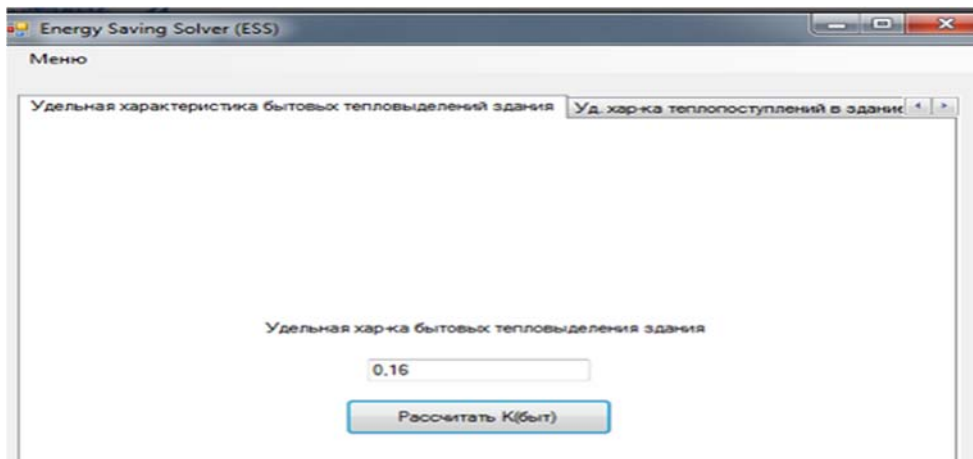 Energy Saving Solver (ESS)
Меню
Удельная характеристика бытовых тепловыделений здания
Уд. хар-ка теплопоступлений в здание
Удельная хар-ка бытовых тепловыделения здания
0,16
Рассчитать К(быт)